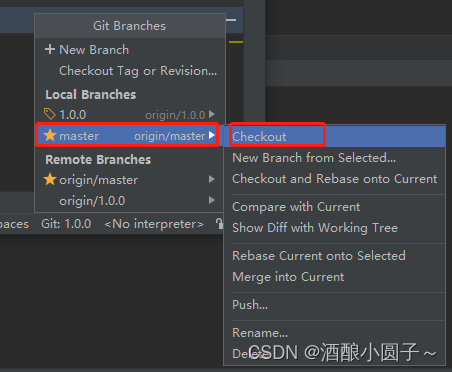 Git Branches
+ New Branch
Checkout Tag or Revision...
Local Branches
1.0.0 origin/1.0.0
master origin/master
Remote Branches
origin/master
origin/1.0.0
paces Git: 1.0.0 <No interpreter>
Checkout
New Branch from Selected...
Checkout and Rebase onto Current
Compare with Current
Show Diff with Working Tree
Rebase Current onto Selected
Merge into Current
Push...
Rename...
Delete
CSDN @酒酿小圆子~